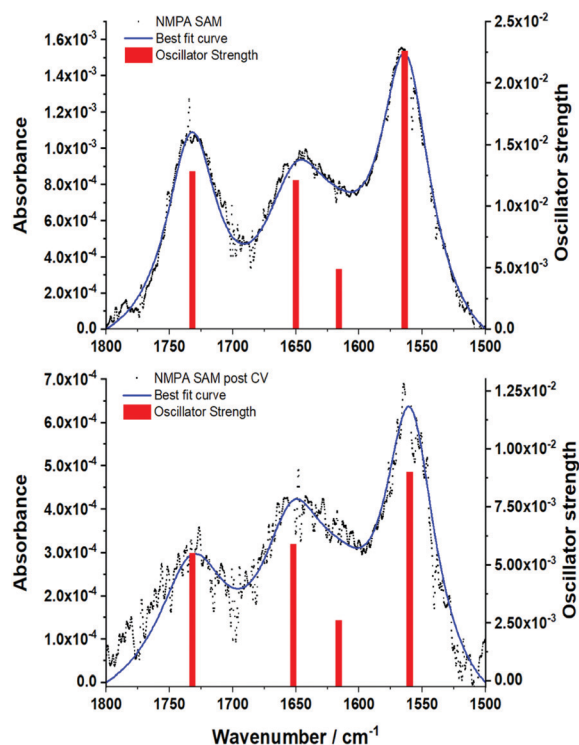 NMPA SAM
Best fit curve
Oscillator Strength
Absorbance
1.6x10⁻³
1.4x10⁻³
1.2x10⁻³
1.0x10⁻³
8.0x10⁻⁴
6.0x10⁻⁴
4.0x10⁻⁴
2.0x10⁻⁴
0.0
2.5x10⁻²
2.0x10⁻²
1.5x10⁻²
1.0x10⁻²
5.0x10⁻³
0.0
Oscillator strength
1800 1750 1700 1650 1600 1550 1500
NMPA SAM post CV
Best fit curve
Oscillator Strength
Absorbance
7.0x10⁻⁴
6.0x10⁻⁴
5.0x10⁻⁴
4.0x10⁻⁴
3.0x10⁻⁴
2.0x10⁻⁴
1.0x10⁻⁴
0.0
1.25x10⁻²
1.00x10⁻²
7.50x10⁻³
5.00x10⁻³
2.50x10⁻³
0.00
Oscillator strength
1800 1750 1700 1650 1600 1550 1500
Wavenumber / cm⁻¹